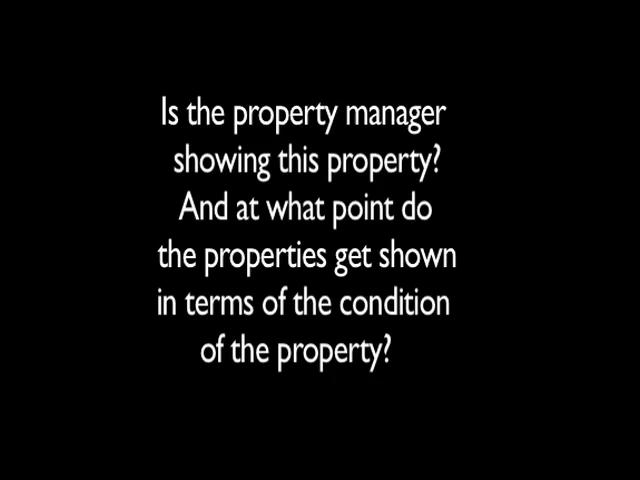 Is the property manager
showing this property?
And at what point do
the properties get shown
in terms of the condition
of the property?